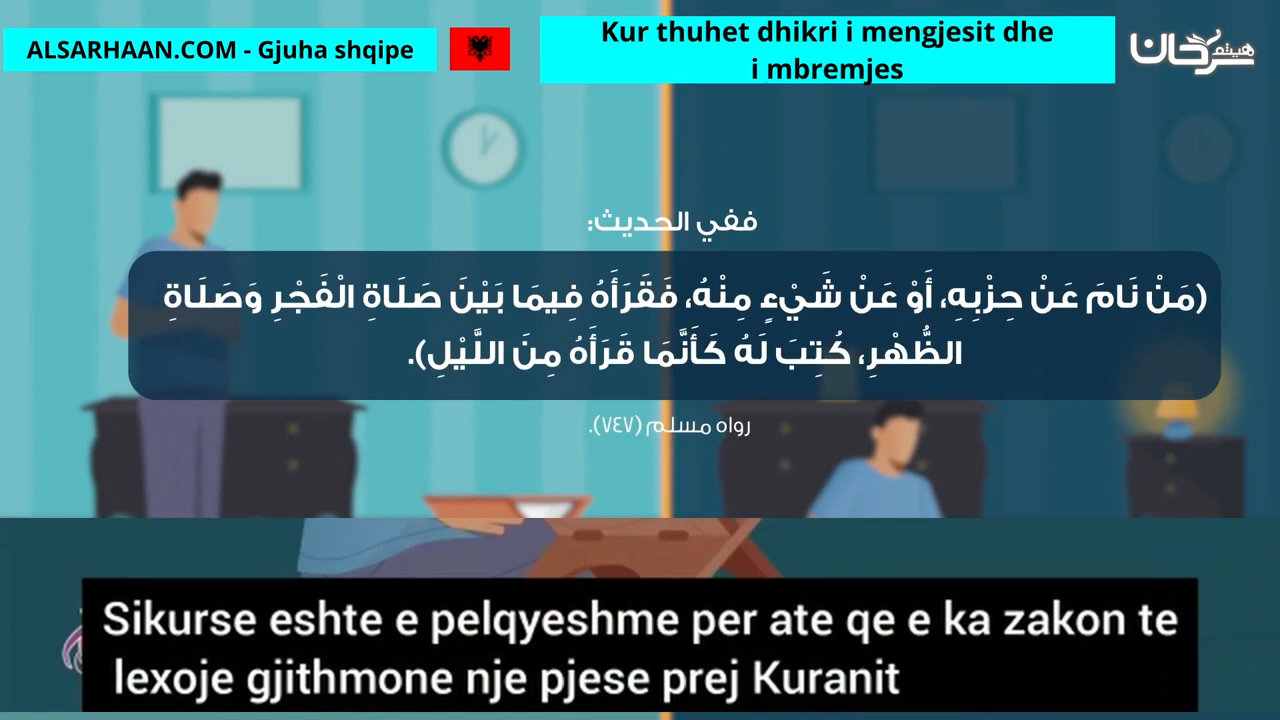 ALSARHAAN.COM - Gjuha shqipe
Kur thuhet dhikri i mengjesit dhe
i mbremjes
هيثم
سرحان
ففي الحديث:
(مَنْ نَامَ عَنْ حِزْبِهِ، أَوْ عَنْ شَيْءٍ مِنْهُ، فَقَرَأَهُ فِيمَا بَيْنَ صَلَاةِ الْفَجْرِ وَصَلَاةِ
الظُّهْرِ، كُتِبَ لَهُ كَأَنَّمَا قَرَأَهُ مِنَ اللَّيْلِ).
رواه مسلم (٧٤٧).
Sikurse eshte e pelqyeshme per ate qe e ka zakon te
lexoje gjithmone nje pjese prej Kuranit